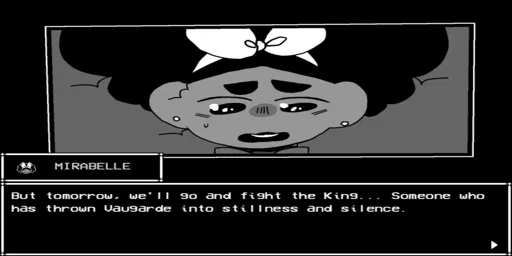 MIRABELLE
But tomorrow, we'll go and fight the King... Someone who
has thrown Vaugarde into stillness and silence.